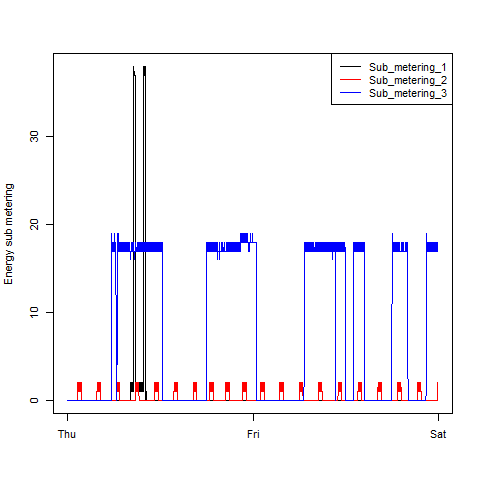 Sub_metering_1
Sub_metering_2
Sub_metering_3
Energy sub metering
30
20
10
0
Thu Fri Sat